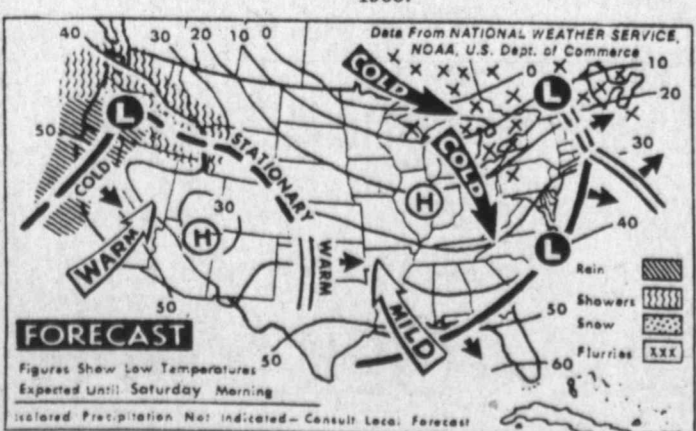 Data From NATIONAL WEATHER SERVICE,
NOAA, U.S. Dept. of Commerce
40
30
20
10
0
COLD
0
10
20
L
L
50
STATIONARY
COLD
COLD
30
H
30
H
WARM
WARM
40
L
MILD
50
50
50
60
Rain
Showers
Snow
Flurries
XXX
FORECAST
Figures Show Low Temperatures
Expected Until Saturday Morning
Isolated Precipitation Not Indicated— Consult Local Forecast